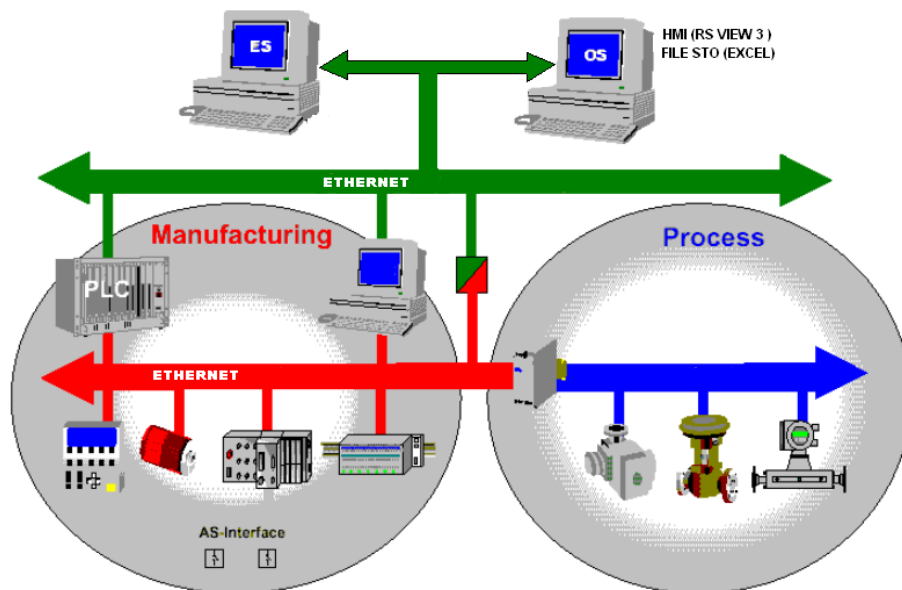 ES
OS
HMI (RS VIEW 3 )
FILE STO (EXCEL)
ETHERNET
Manufacturing
Process
PLC
ETHERNET
AS-Interface